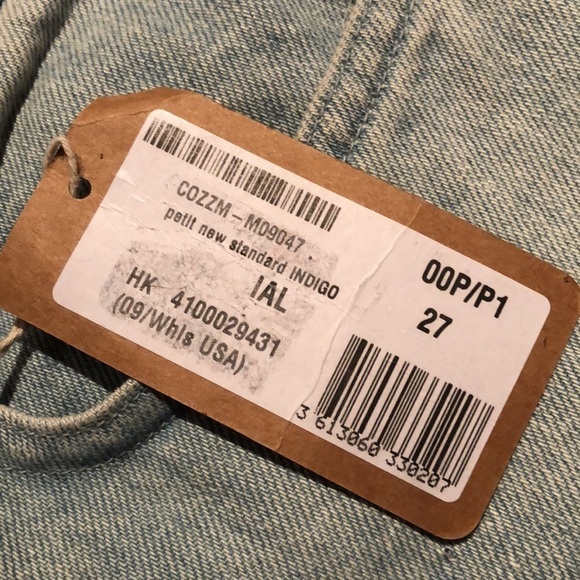 COZZM-M09047
petit new standard INDIGO
IAL
HK 4100029431
(09/Whls USA)
00P/P1
27
3 613060 330207